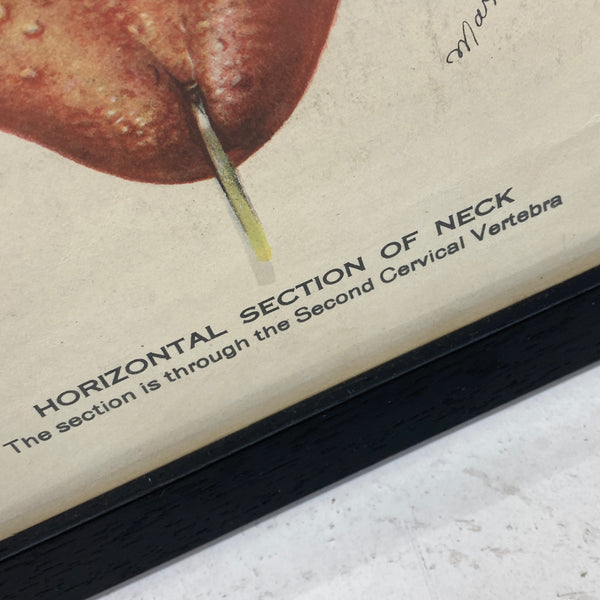 HORIZONTAL SECTION OF NECK
The section is through the Second Cervical Vertebra